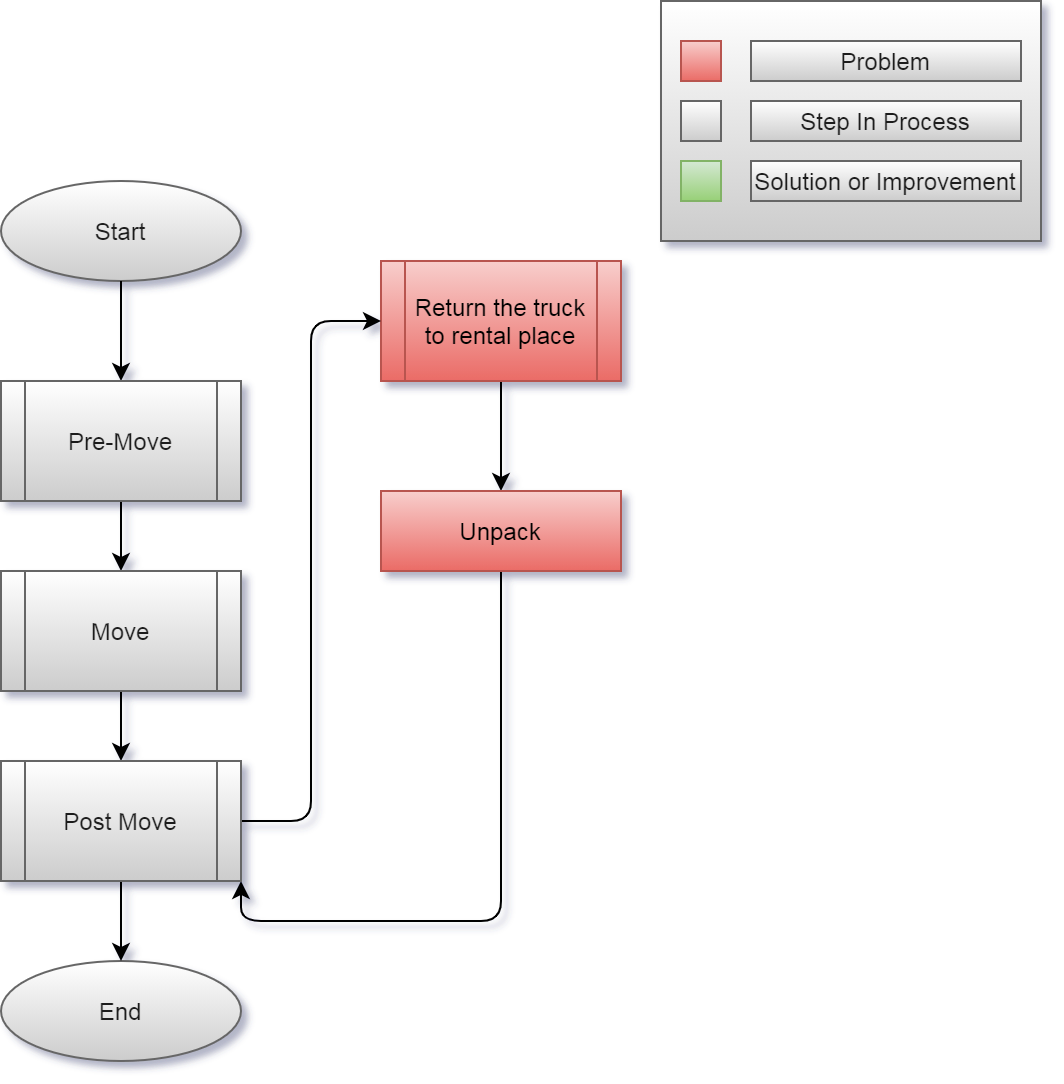 Problem
Step In Process
Solution or Improvement
Start
Return the truck
to rental place
Pre-Move
Unpack
Move
Post Move
End